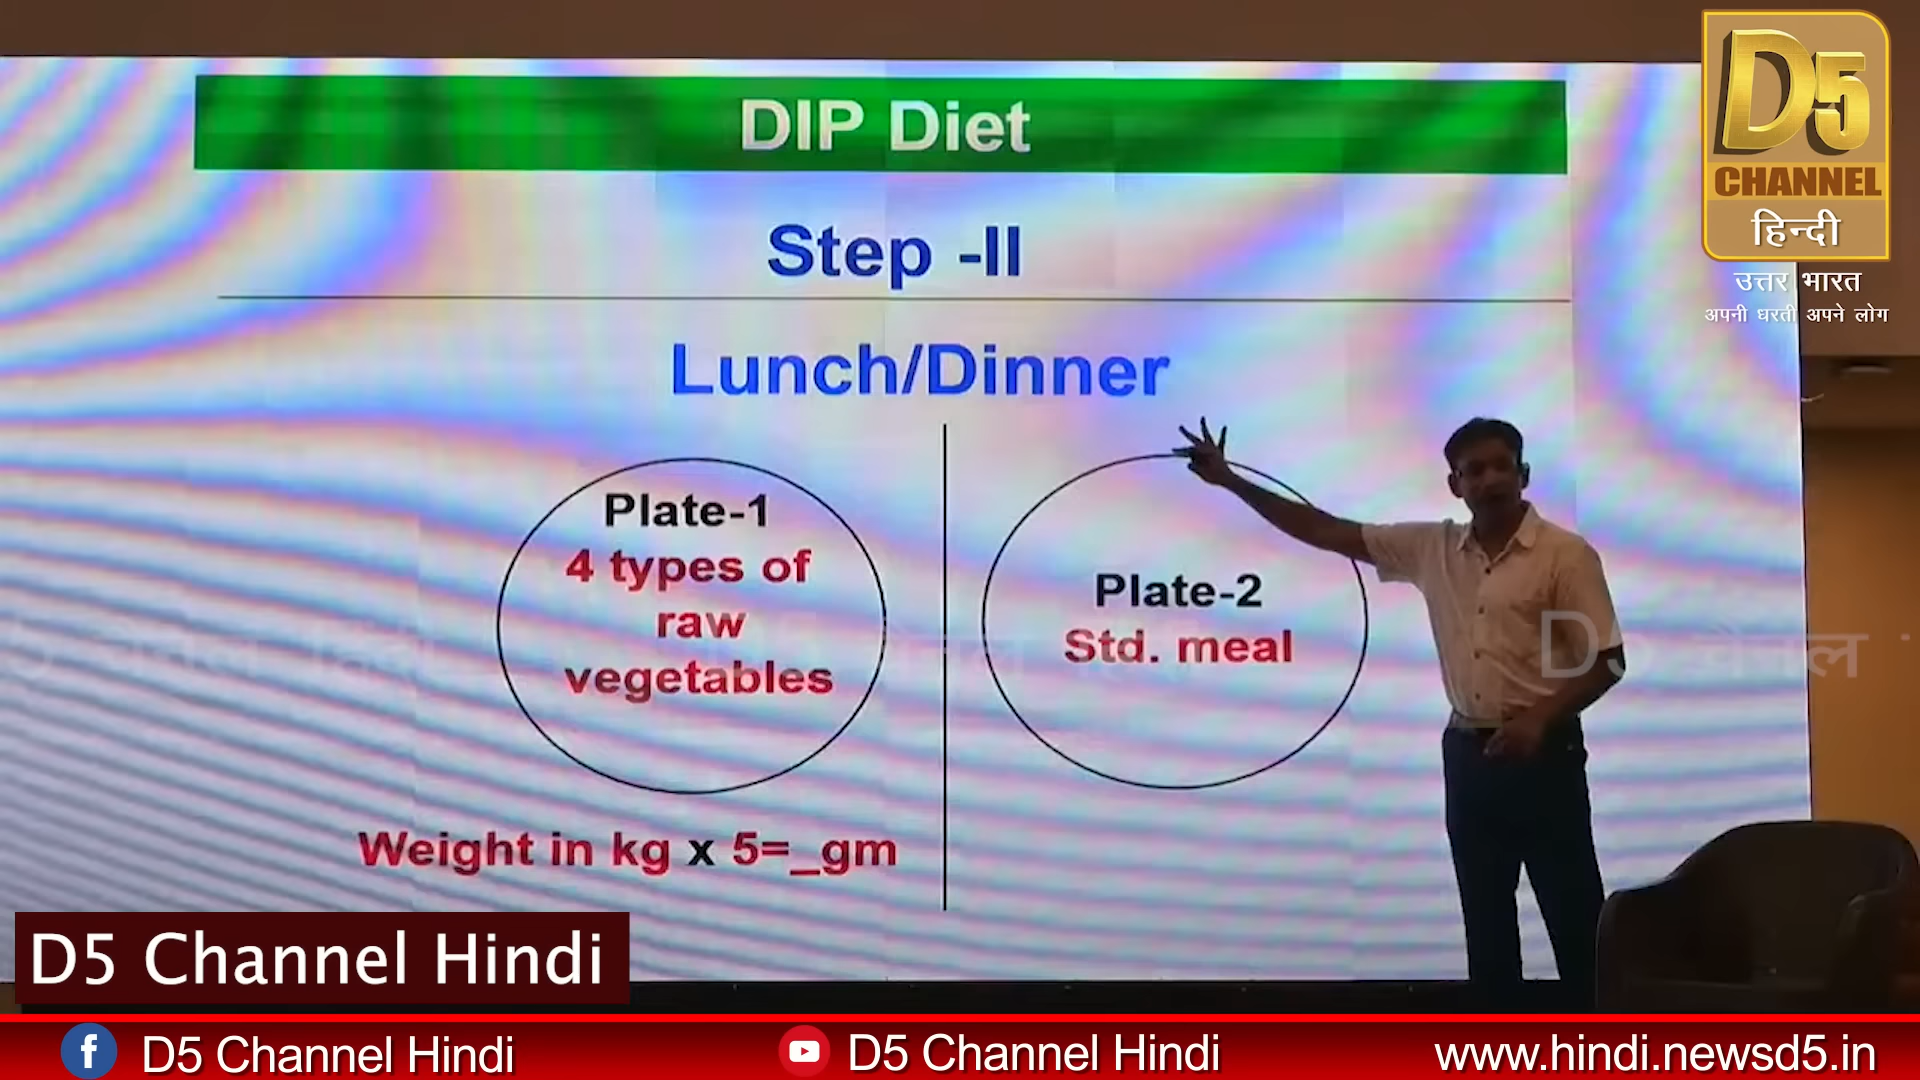 DIP Diet
Step -II
Lunch/Dinner
Plate-1
4 types of
raw
vegetables
Plate-2
Std. meal
Weight in kg x 5=_gm
D5
CHANNEL
हिन्दी
उत्तर भारत
अपनी धरती अपने लोग
D5 चैनल
D5 Channel Hindi
D5 Channel Hindi
D5 Channel Hindi
www.hindi.newsd5.in